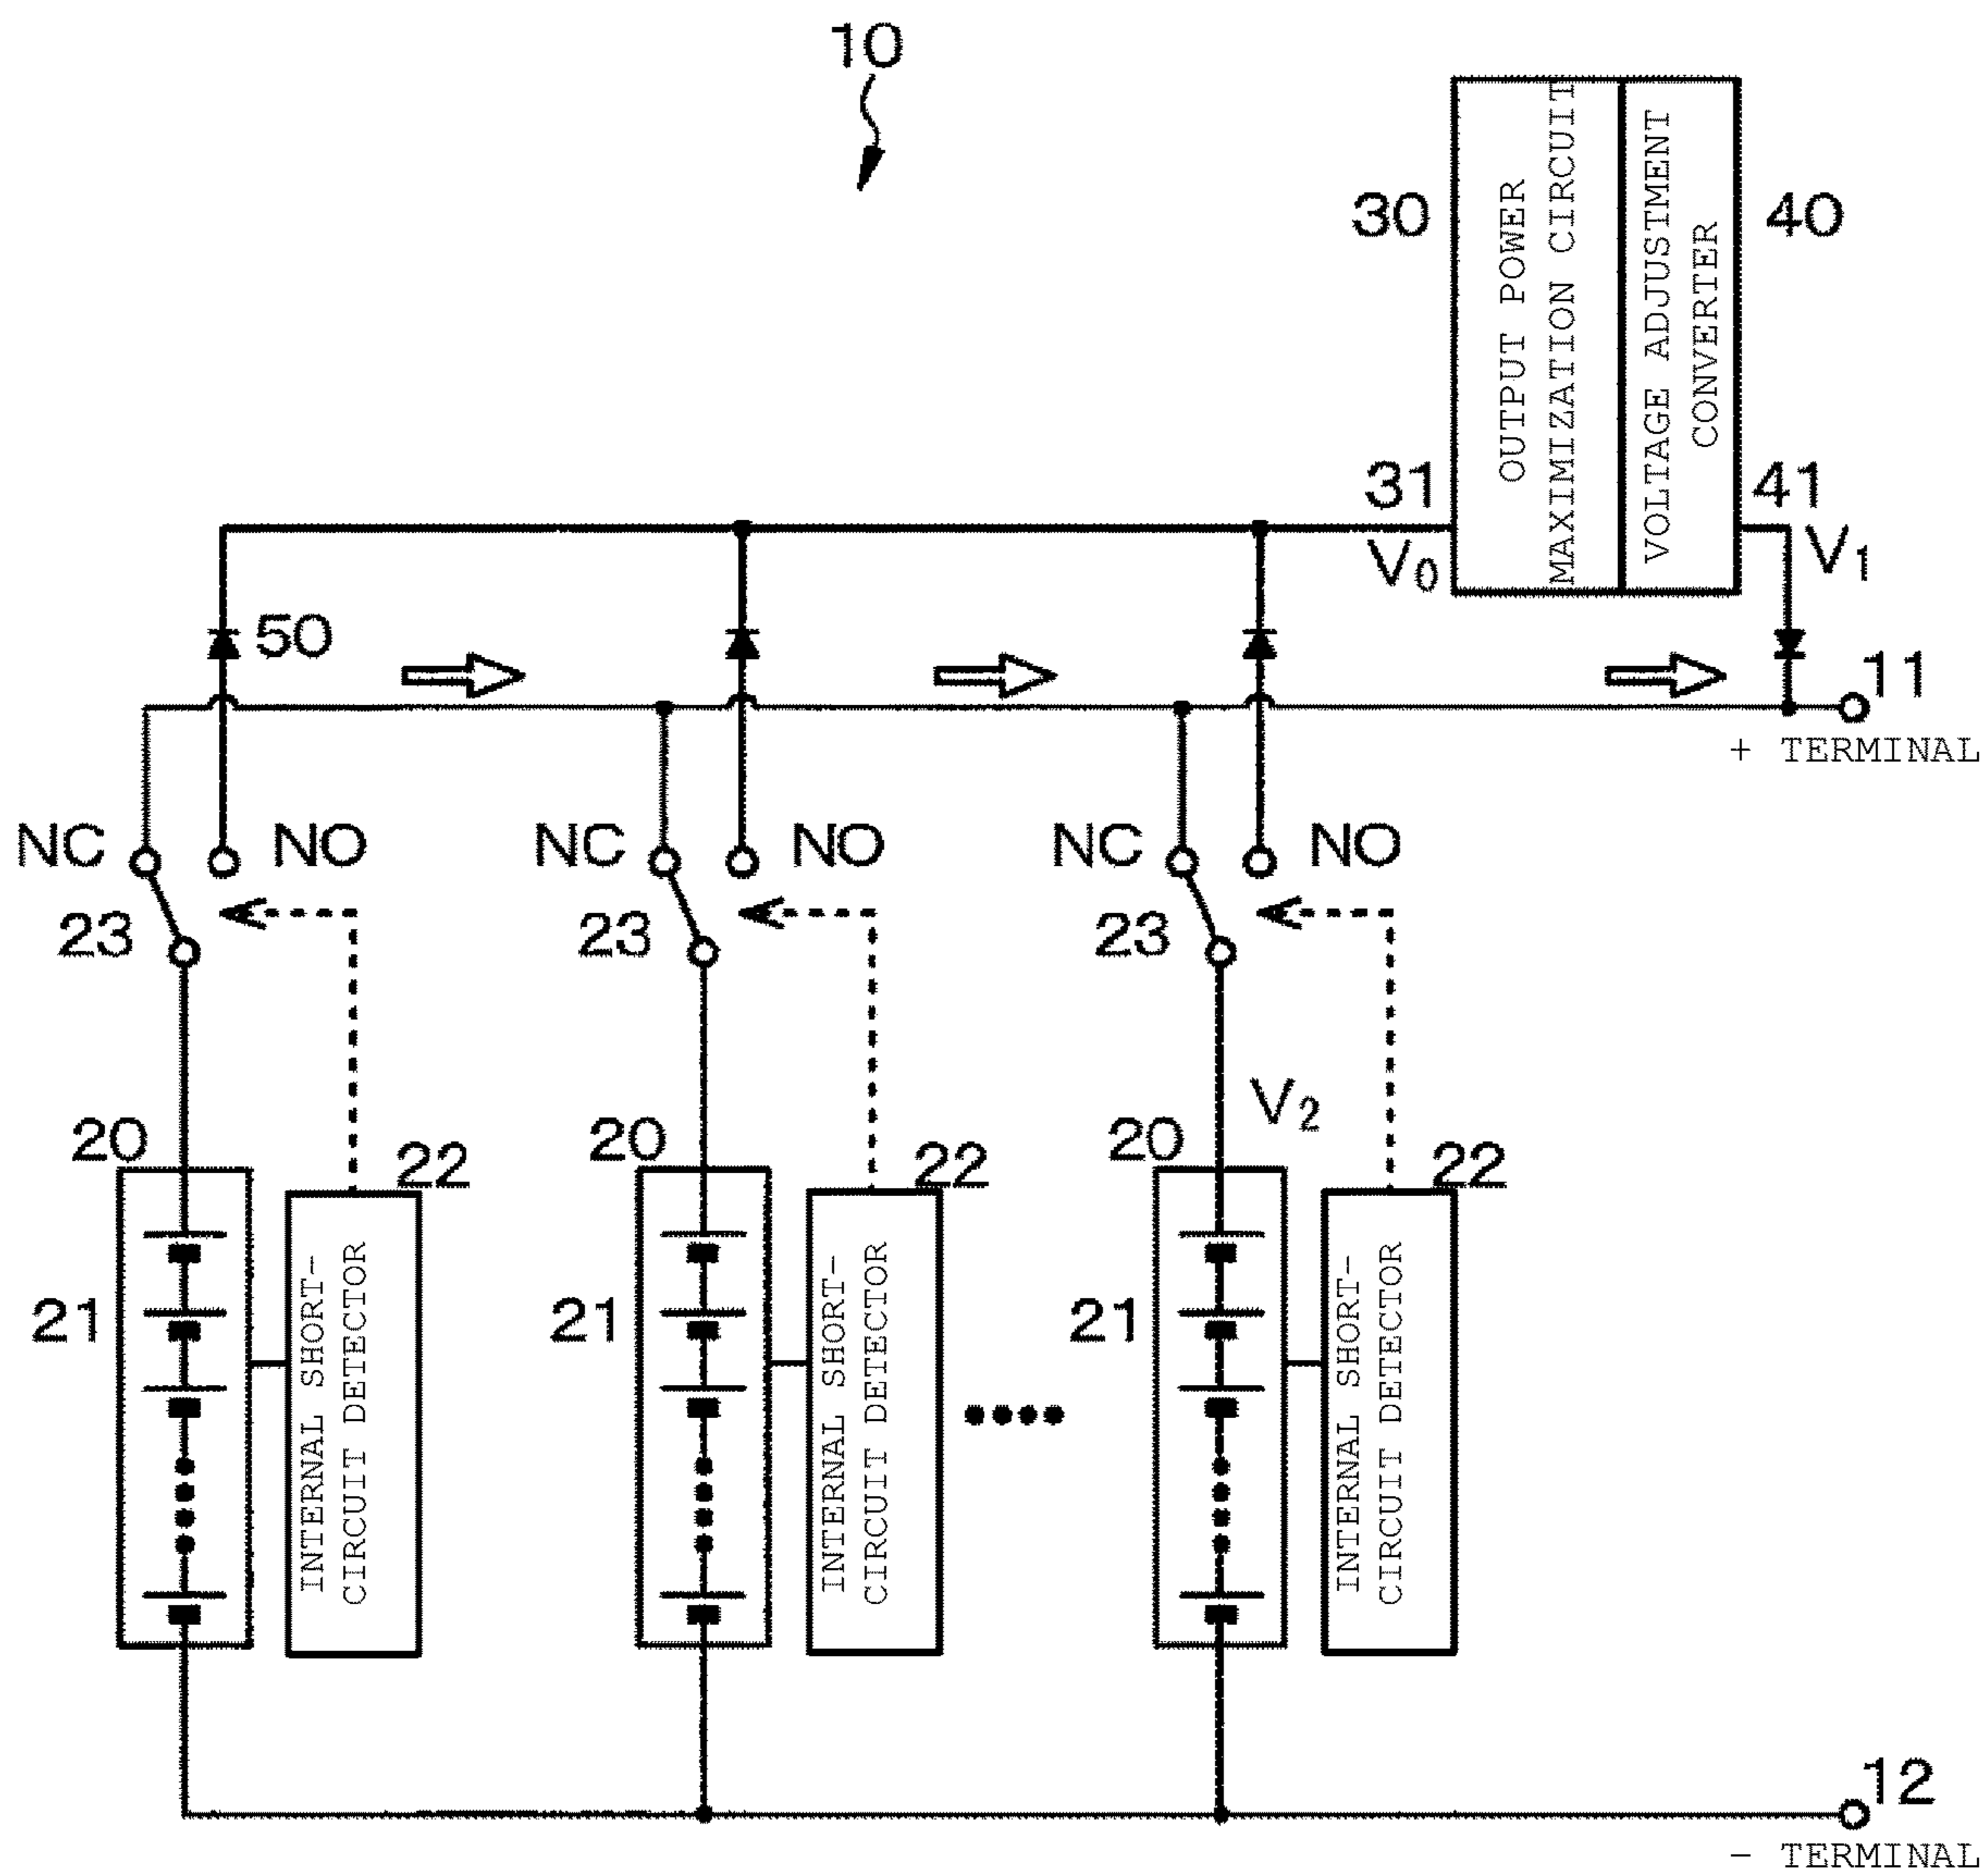 10
30
OUTPUT POWER
MAXIMIZATION CIRCUIT
VOLTAGE ADJUSTMENT
CONVERTER
40
31
V0
41
V1
50
11
+ TERMINAL
NC
NO
NC
NO
NC
NO
23
23
23
V2
20
22
20
22
20
22
21
INTERNAL SHORT-
CIRCUIT DETECTOR
21
INTERNAL SHORT-
CIRCUIT DETECTOR
21
INTERNAL SHORT-
CIRCUIT DETECTOR
12
- TERMINAL